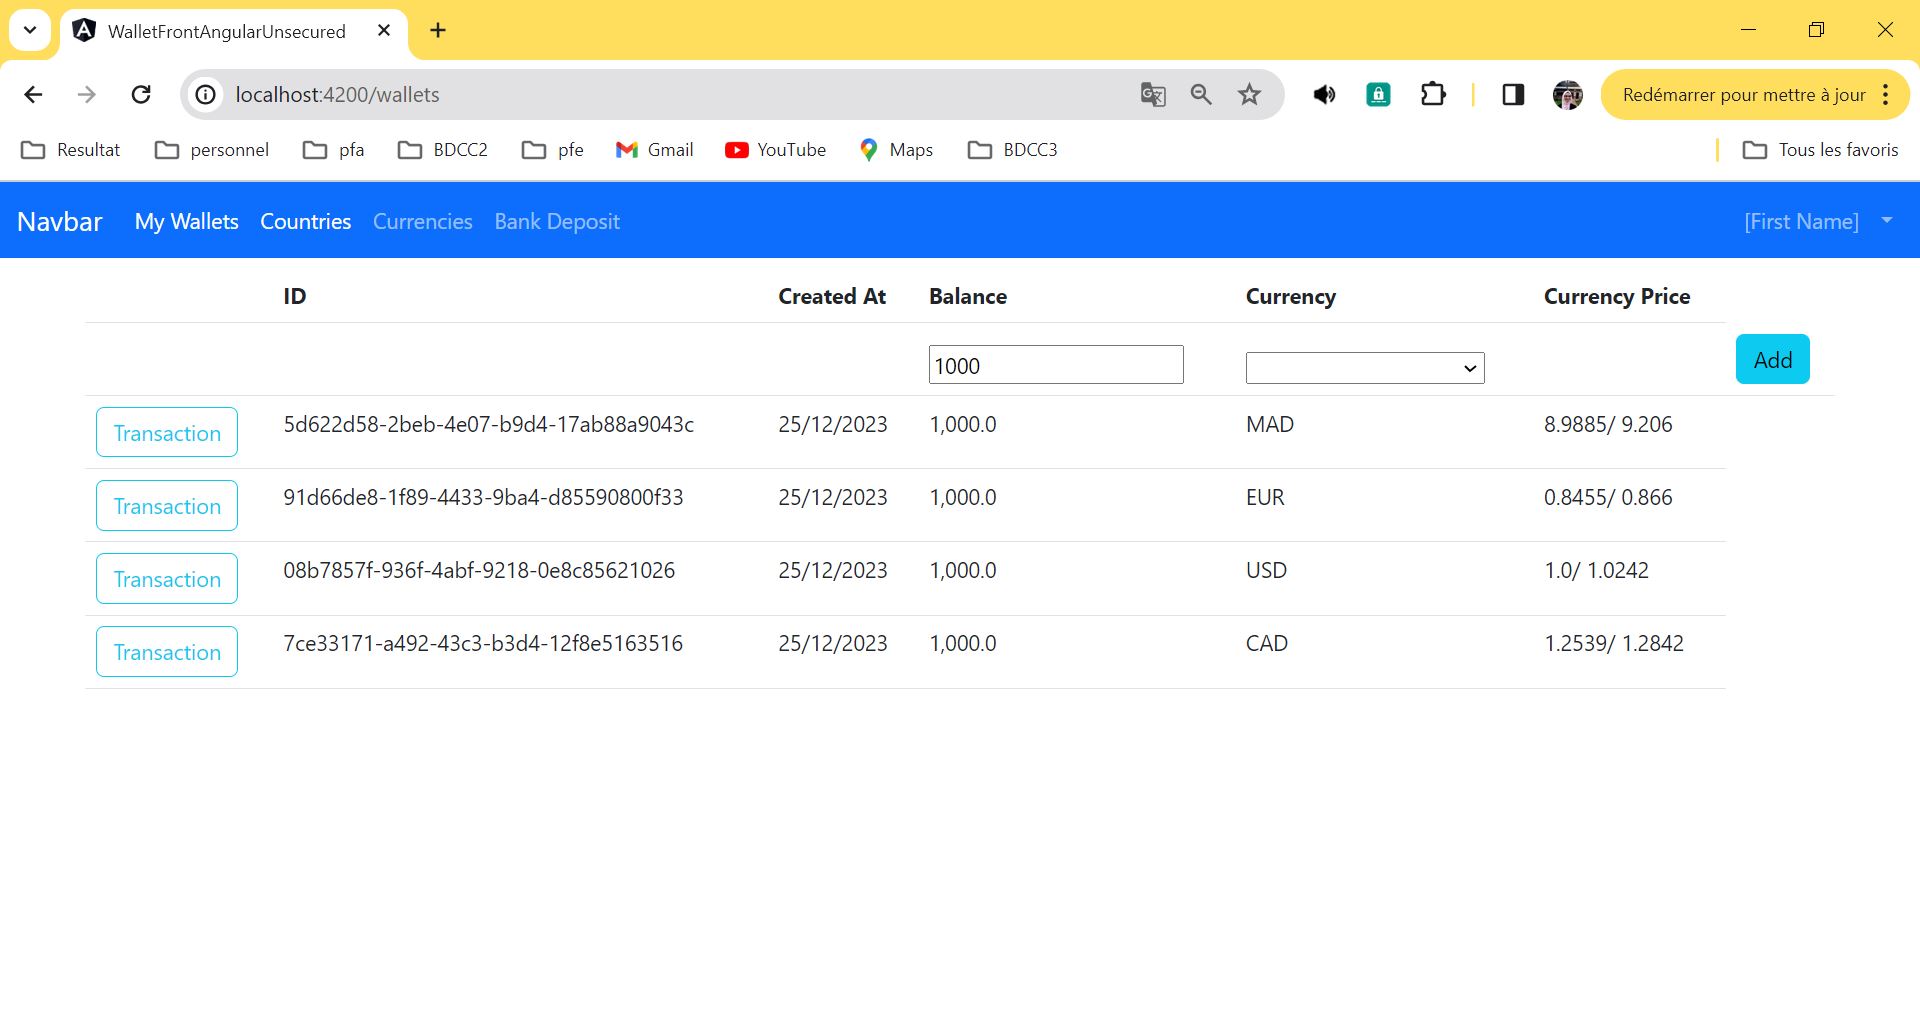 WalletFrontAngularUnsecured
localhost:4200/wallets
Redémarrer pour mettre à jour
Resultat personnel pfa BDCC2 pfe Gmail YouTube Maps BDCC3 Tous les favoris
Navbar My Wallets Countries Currencies Bank Deposit [First Name]
ID Created At Balance Currency Currency Price
1000 Add
Transaction 5d622d58-2beb-4e07-b9d4-17ab88a9043c 25/12/2023 1,000.0 MAD 8.9885/ 9.206
Transaction 91d66de8-1f89-4433-9ba4-d85590800f33 25/12/2023 1,000.0 EUR 0.8455/ 0.866
Transaction 08b7857f-936f-4abf-9218-0e8c85621026 25/12/2023 1,000.0 USD 1.0/ 1.0242
Transaction 7ce33171-a492-43c3-b3d4-12f8e5163516 25/12/2023 1,000.0 CAD 1.2539/ 1.2842